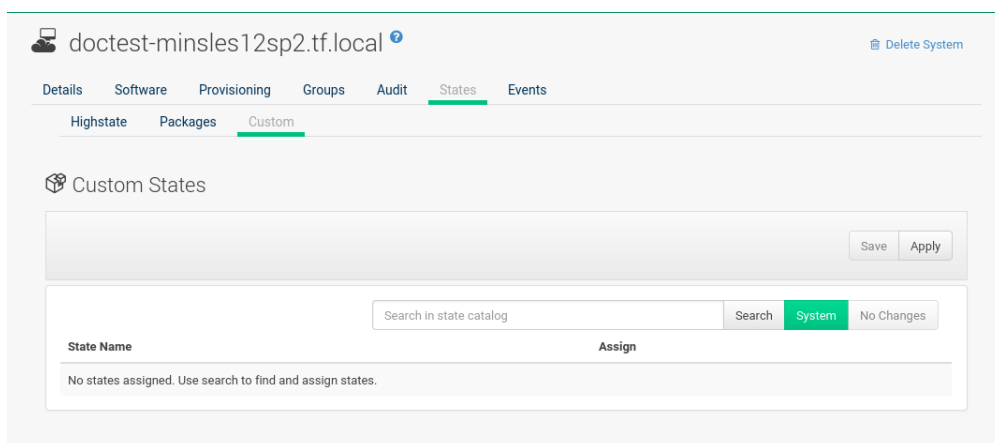 doctest-minsles12sp2.tf.local ?
Delete System
Details Software Provisioning Groups Audit States Events
Highstate Packages Custom
Custom States
Save Apply
Search in state catalog Search System No Changes
State Name Assign
No states assigned. Use search to find and assign states.